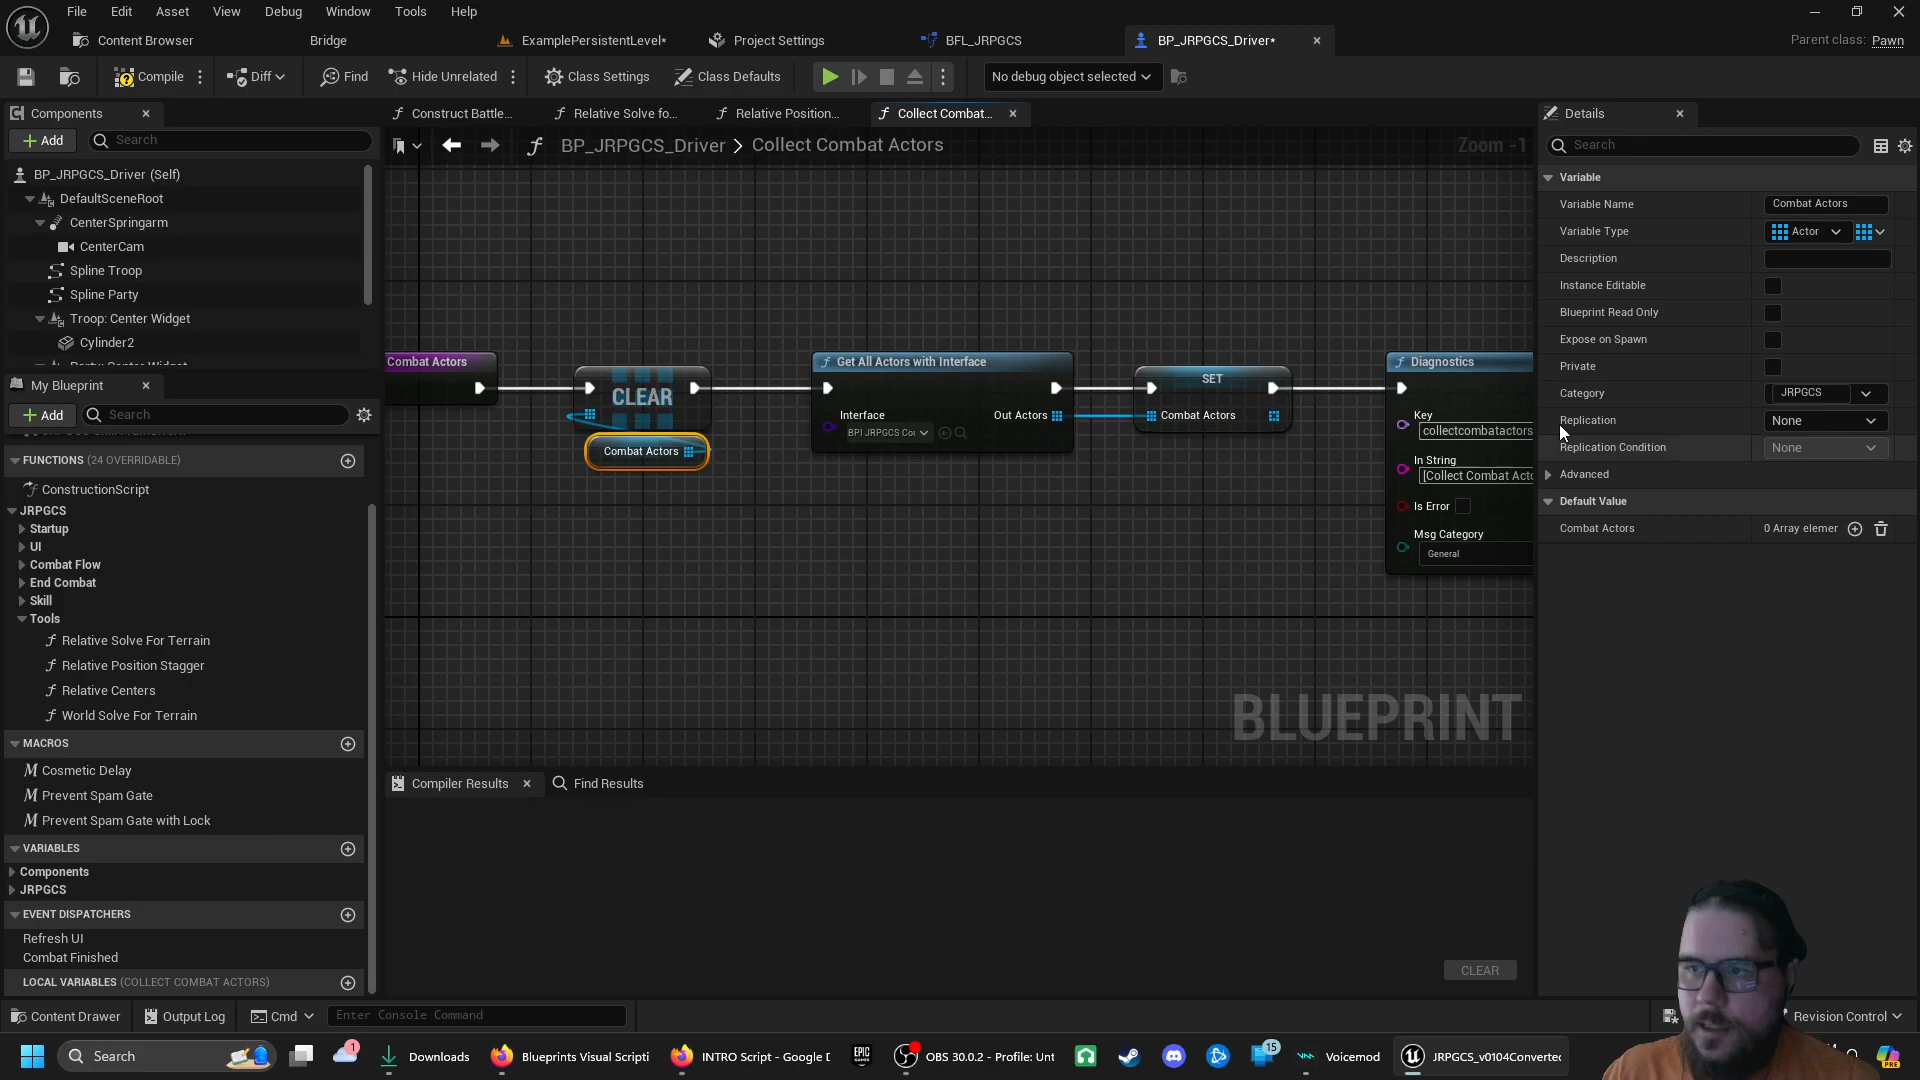 File Edit Asset View Debug Window Tools Help
Content Browser Bridge ExamplePersistentLevel* Project Settings BFL_JRPGCS BP_JRPGCS_Driver* Parent class: Pawn
Compile Diff Find Hide Unrelated Class Settings Class Defaults No debug object selected
Components
Add Search
BP_JRPGCS_Driver (Self)
DefaultSceneRoot
CenterSpringarm
CenterCam
Spline Troop
Spline Party
Troop: Center Widget
Cylinder2
Party: Center Widget
My Blueprint
Add Search
FUNCTIONS (24 OVERRIDABLE)
ConstructionScript
JRPGCS
Startup
UI
Combat Flow
End Combat
Skill
Tools
Relative Solve For Terrain
Relative Position Stagger
Relative Centers
World Solve For Terrain
MACROS
Cosmetic Delay
Prevent Spam Gate
Prevent Spam Gate with Lock
VARIABLES
Components
JRPGCS
EVENT DISPATCHERS
Refresh UI
Combat Finished
LOCAL VARIABLES (COLLECT COMBAT ACTORS)
Construct Battle... Relative Solve fo... Relative Position... Collect Combat...
BP_JRPGCS_Driver > Collect Combat Actors Zoom -1
Combat Actors
CLEAR
Combat Actors
Get All Actors with Interface
Interface
BPI JRPGCS Cor
Out Actors
SET
Combat Actors
Diagnostics
Key
collectcombatactors
In String
[Collect Combat Acto
Is Error
Msg Category
General
BLUEPRINT
Compiler Results Find Results
CLEAR
Details
Search
Variable
Variable Name Combat Actors
Variable Type Actor
Description
Instance Editable
Blueprint Read Only
Expose on Spawn
Private
Category JRPGCS
Replication None
Replication Condition None
Advanced
Default Value
Combat Actors 0 Array elemer
Content Drawer Output Log Cmd Enter Console Command Revision Control
Search 1 Downloads Blueprints Visual Scripti INTRO Script - Google D EPIC GAMES OBS 30.0.2 - Profile: Unt 15 Voicemod JRPGCS_v0104Converted PRE